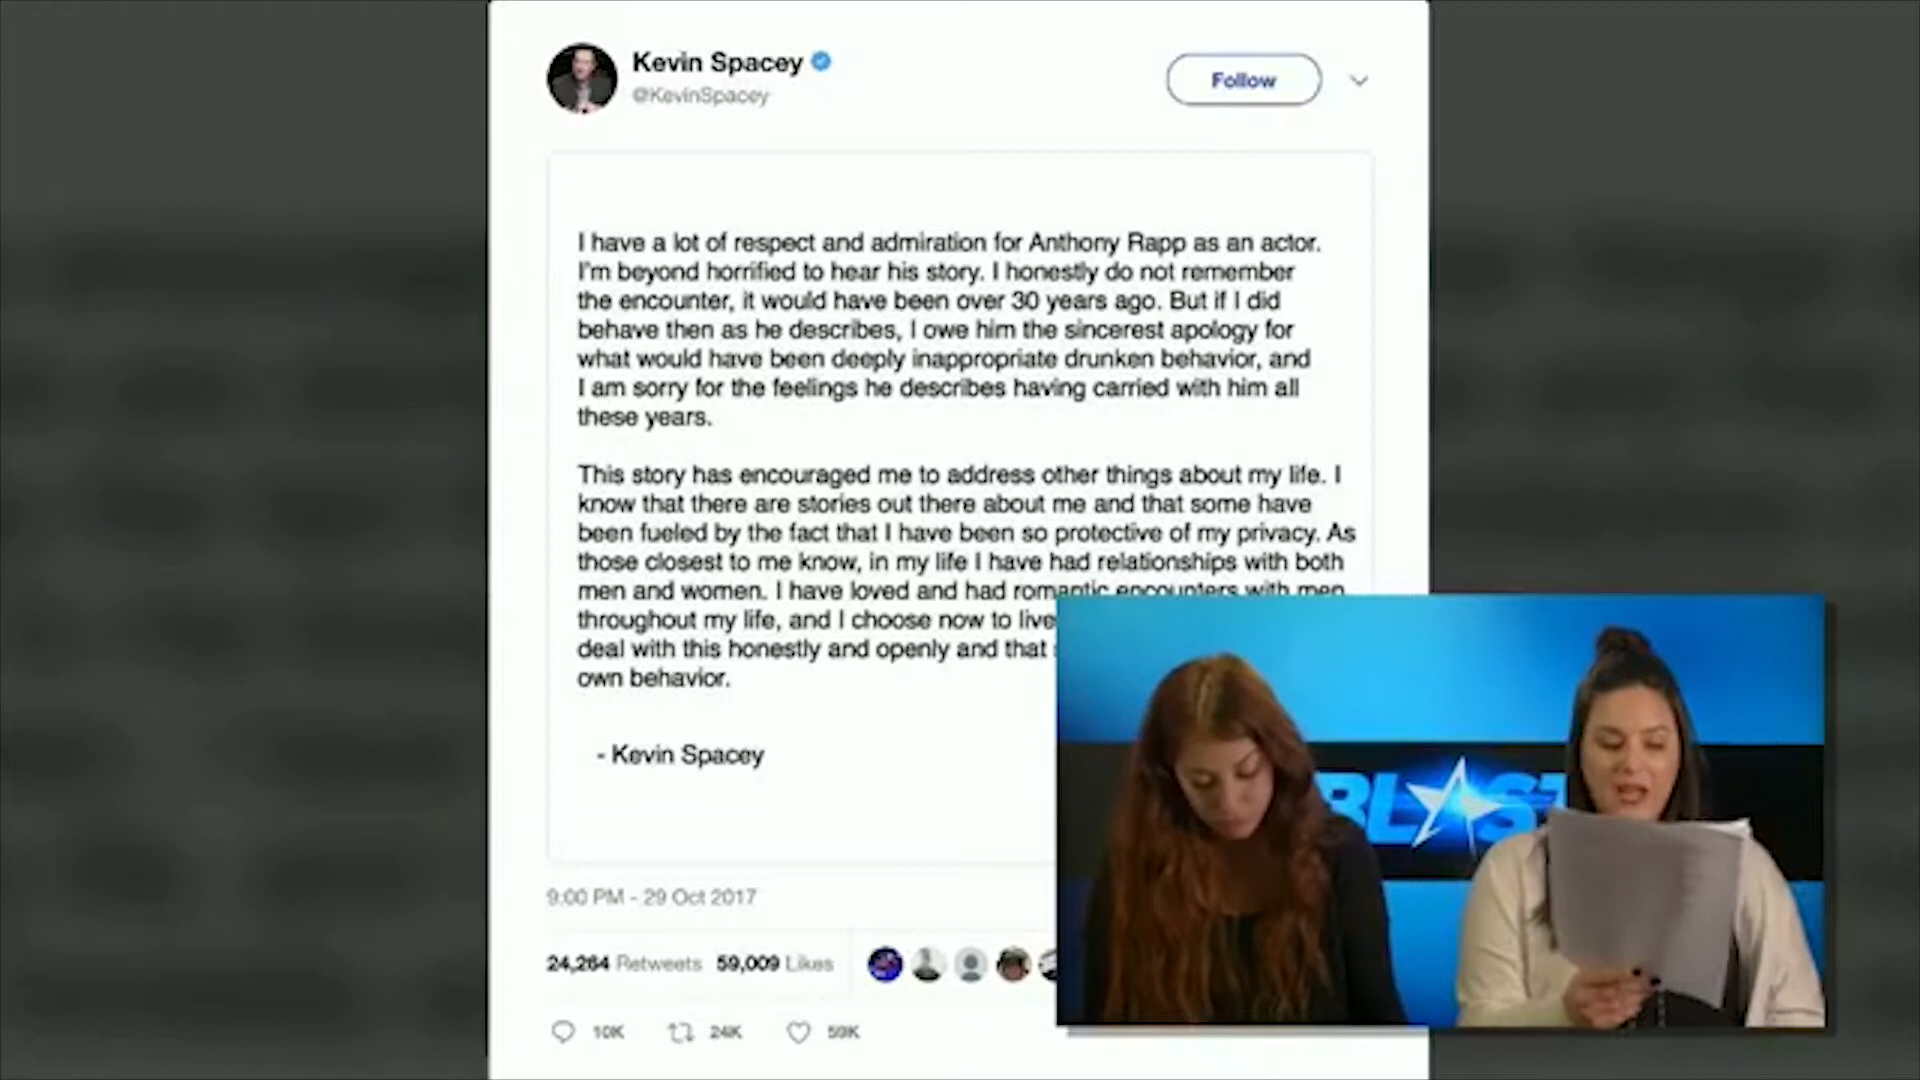 Kevin Spacey
@KevinSpacey
Follow
I have a lot of respect and admiration for Anthony Rapp as an actor.
I'm beyond horrified to hear his story. I honestly do not remember
the encounter, it would have been over 30 years ago. But if I did
behave then as he describes, I owe him the sincerest apology for
what would have been deeply inappropriate drunken behavior, and
I am sorry for the feelings he describes having carried with him all
these years.
This story has encouraged me to address other things about my life. I
know that there are stories out there about me and that some have
been fueled by the fact that I have been so protective of my privacy. As
those closest to me know, in my life I have had relationships with both
men and women. I have loved and had romantic encounters with men
throughout my life, and I choose now to live
deal with this honestly and openly and that
own behavior.
- Kevin Spacey
9:00 PM - 29 Oct 2017
24,264 Retweets 59,009 Likes
10K 24K 59K
BLAST